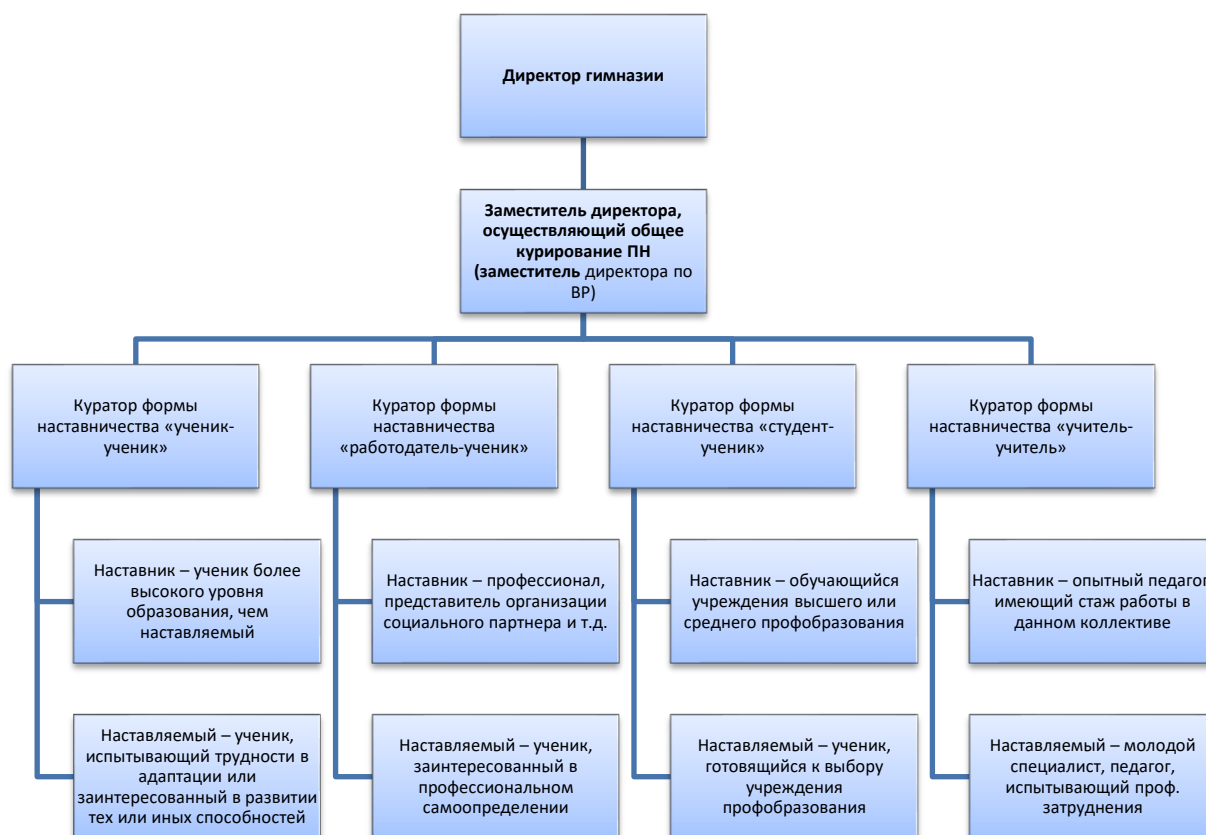 Директор гимназии
Заместитель директора,
осуществляющий общее
курирование ПН
(заместитель директора по
ВР)
Куратор формы
наставничества «ученик-
ученик»
Куратор формы
наставничества
«работодатель-ученик»
Куратор формы
наставничества «студент-
ученик»
Куратор формы
наставничества «учитель-
учитель»
Наставник – ученик более
высокого уровня
образования, чем
наставляемый
Наставник – профессионал,
представитель организации
социального партнера и т.д.
Наставник – обучающийся
учреждения высшего или
среднего профобразования
Наставник – опытный педагог
имеющий стаж работы в
данном коллективе
Наставляемый – ученик,
испытывающий трудности в
адаптации или
заинтересованный в развитии
тех или иных способностей
Наставляемый – ученик,
заинтересованный в
профессиональном
самоопределении
Наставляемый – ученик,
готовящийся к выбору
учреждения
профобразования
Наставляемый – молодой
специалист, педагог,
испытывающий проф.
затруднения